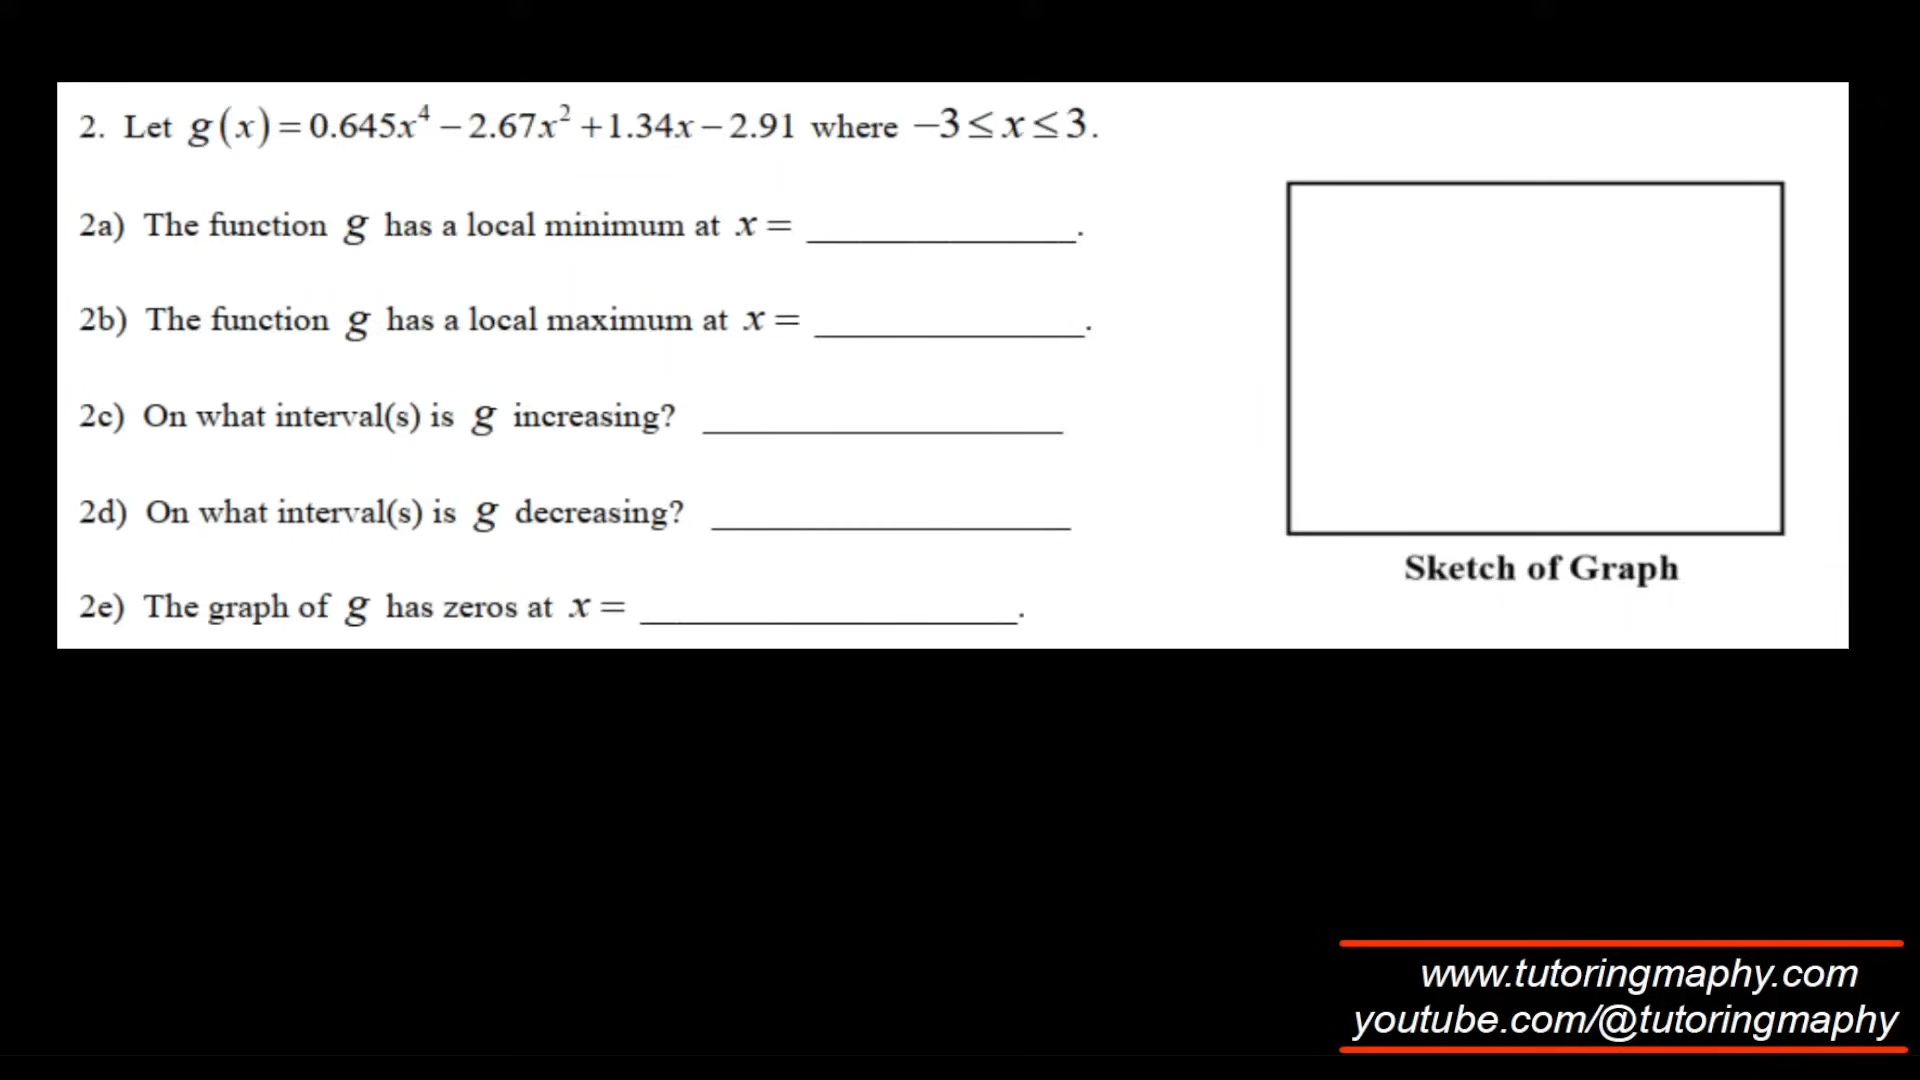 2. Let g(x)=0.645x⁴−2.67x²+1.34x−2.91 where −3≤x≤3.
2a) The function g has a local minimum at x= ______________.
2b) The function g has a local maximum at x= ______________.
2c) On what interval(s) is g increasing? ___________________
2d) On what interval(s) is g decreasing? ___________________
Sketch of Graph
2e) The graph of g has zeros at x= ____________________.
www.tutoringmaphy.com
youtube.com/@tutoringmaphy